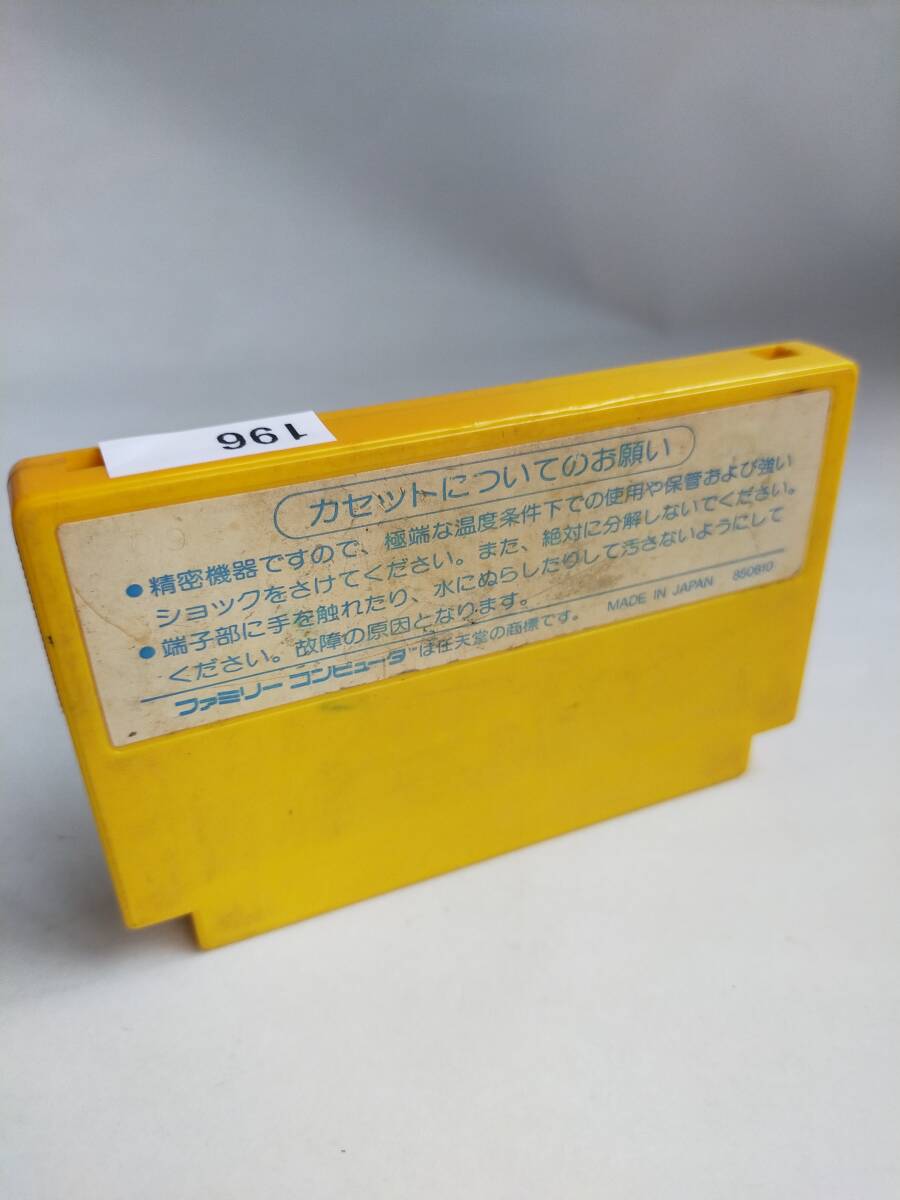 196
カセットについてのお願い
●精密機器ですので、極端な温度条件下での使用や保管および強い
ショックをさけてください。また、絶対に分解しないでください。
●端子部に手を触れたり、水にぬらしたりして汚さないようにして
ください。故障の原因となります。
ファミリー コンピュータ™は任天堂の商標です。 MADE IN JAPAN 850810